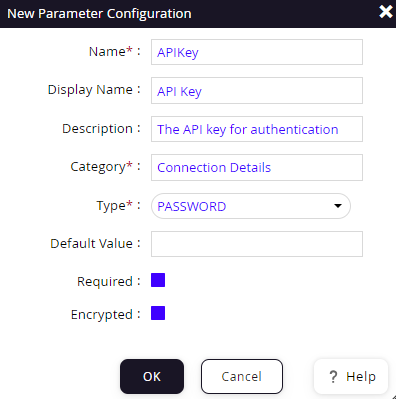 New Parameter Configuration
Name* : APIKey
Display Name : API Key
Description : The API key for authentication
Category* : Connection Details
Type* : PASSWORD
Default Value :
Required :
Encrypted :
OK Cancel ? Help